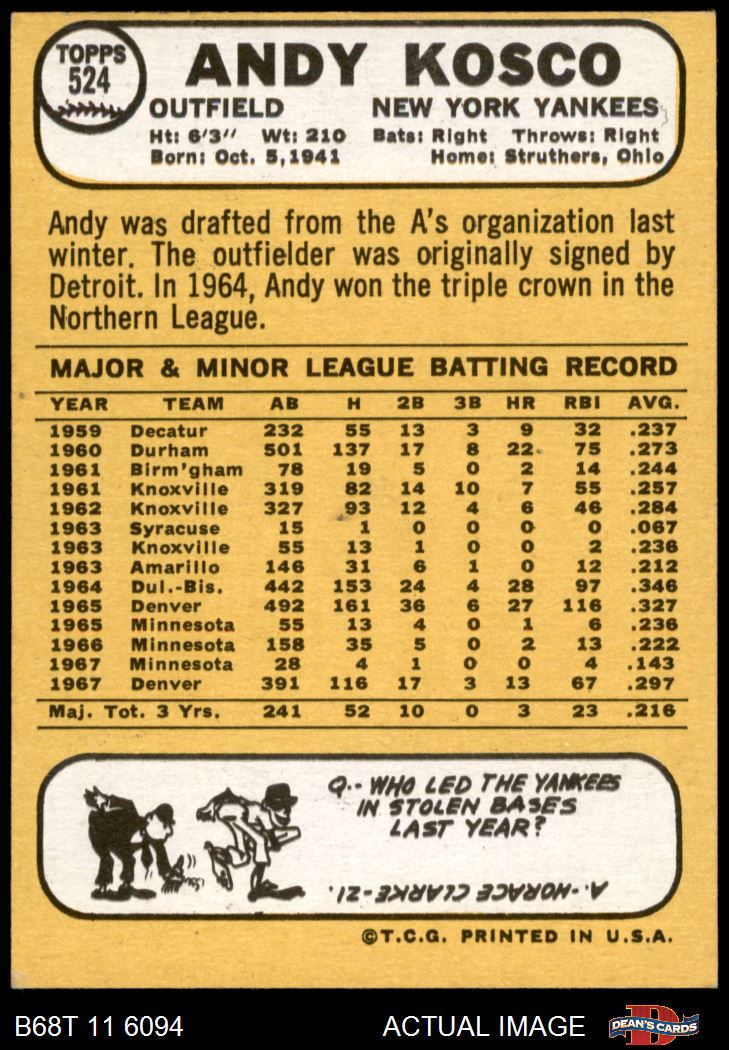 TOPPS
524
ANDY KOSCO
OUTFIELD NEW YORK YANKEES
Ht: 6'3" Wt: 210 Bats: Right Throws: Right
Born: Oct. 5, 1941 Home: Struthers, Ohio
Andy was drafted from the A's organization last
winter. The outfielder was originally signed by
Detroit. In 1964, Andy won the triple crown in the
Northern League.
MAJOR & MINOR LEAGUE BATTING RECORD
YEAR TEAM AB H 2B 3B HR RBI AVG.
1959 Decatur 232 55 13 3 9 32 .237
1960 Durham 501 137 17 8 22 75 .273
1961 Birm'gham 78 19 5 0 2 14 .244
1961 Knoxville 319 82 14 10 7 55 .257
1962 Knoxville 327 93 12 4 6 46 .284
1963 Syracuse 15 1 0 0 0 0 .067
1963 Knoxville 55 13 1 0 0 2 .236
1963 Amarillo 146 31 6 1 0 12 .212
1964 Dul.-Bis. 442 153 24 4 28 97 .346
1965 Denver 492 161 36 6 27 116 .327
1965 Minnesota 55 13 4 0 1 6 .236
1966 Minnesota 158 35 5 0 2 13 .222
1967 Minnesota 28 4 1 0 0 4 .143
1967 Denver 391 116 17 3 13 67 .297
Maj. Tot. 3 Yrs. 241 52 10 0 3 23 .216
Q.- WHO LED THE YANKEES
IN STOLEN BASES
LAST YEAR?
A.- HORACE CLARKE-21.
©T.C.G. PRINTED IN U.S.A.
B68T 11 6094 ACTUAL IMAGE DEAN'S CARDS